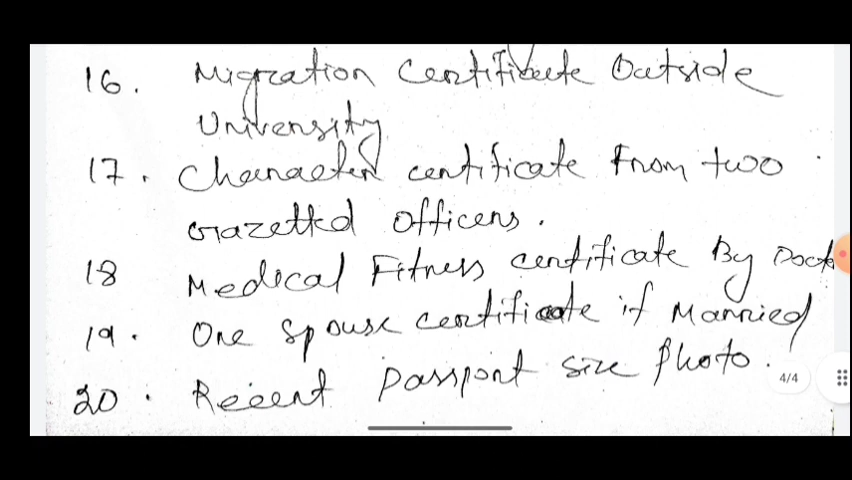 16. Migration Certificate Outside
University
17. Character certificate From two
Gazetted Officers.
18 Medical Fitness certificate By Doct
19. One spouse certificate if Married
20. Recent passport size photo.
4/4